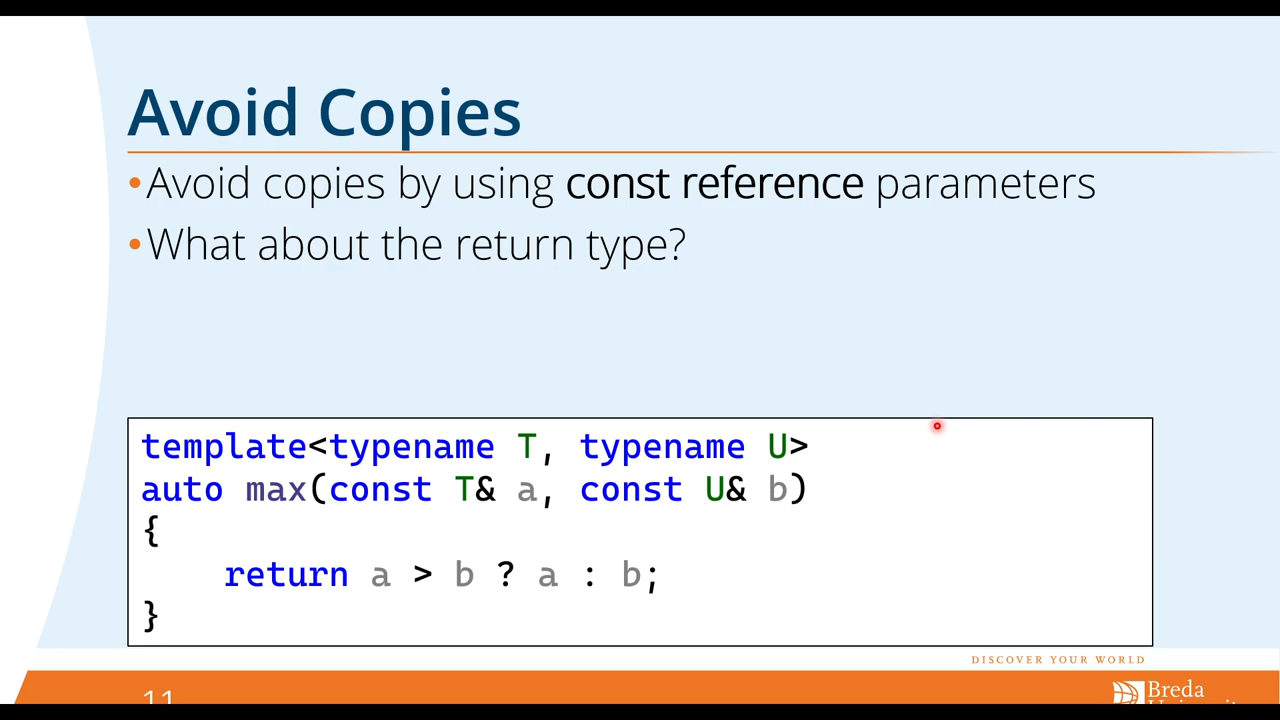 Avoid Copies
•Avoid copies by using const reference parameters
•What about the return type?
template<typename T, typename U>
auto max(const T& a, const U& b)
{
    return a > b ? a : b;
}
DISCOVER YOUR WORLD
11
Breda